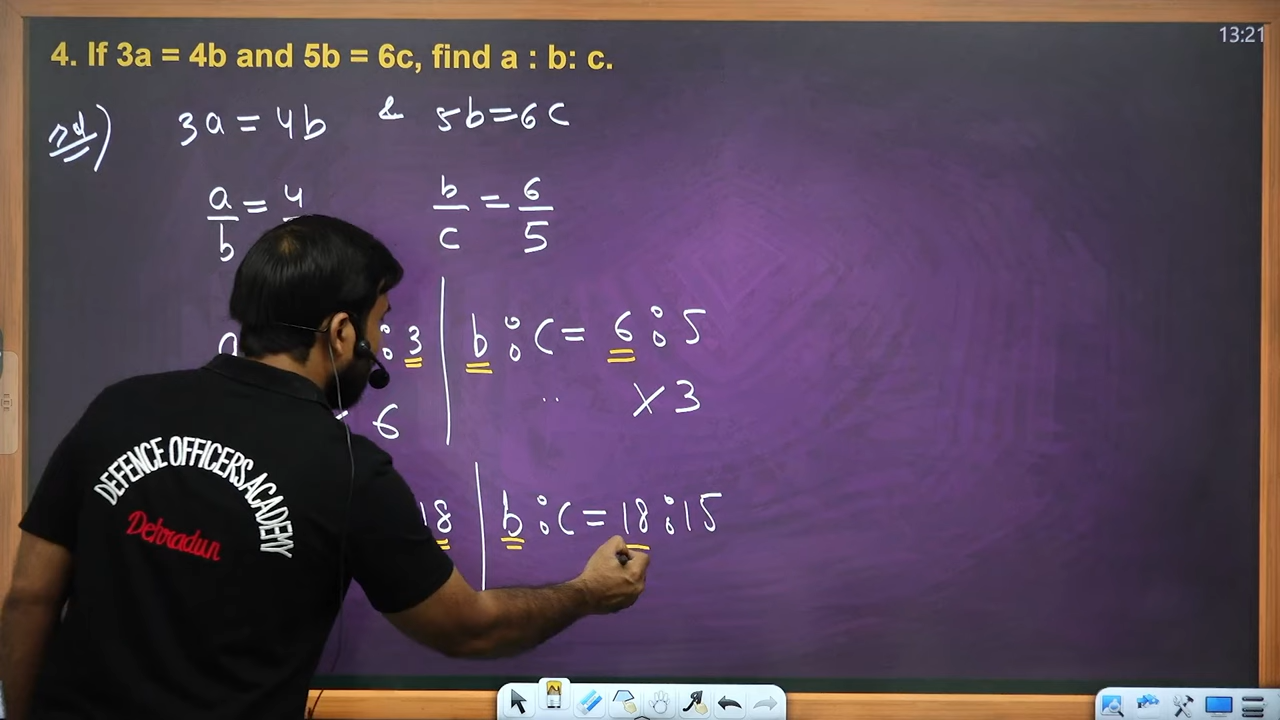 13:21
4. If 3a = 4b and 5b = 6c, find a : b: c.
3a = 4b & 5b = 6c
a/b = 4 b/c = 6/5
: 3 b : c = 6 : 5
6 × 3
18 b : c = 18 : 15
DEFENCE OFFICERS ACADEMY
Dehradun